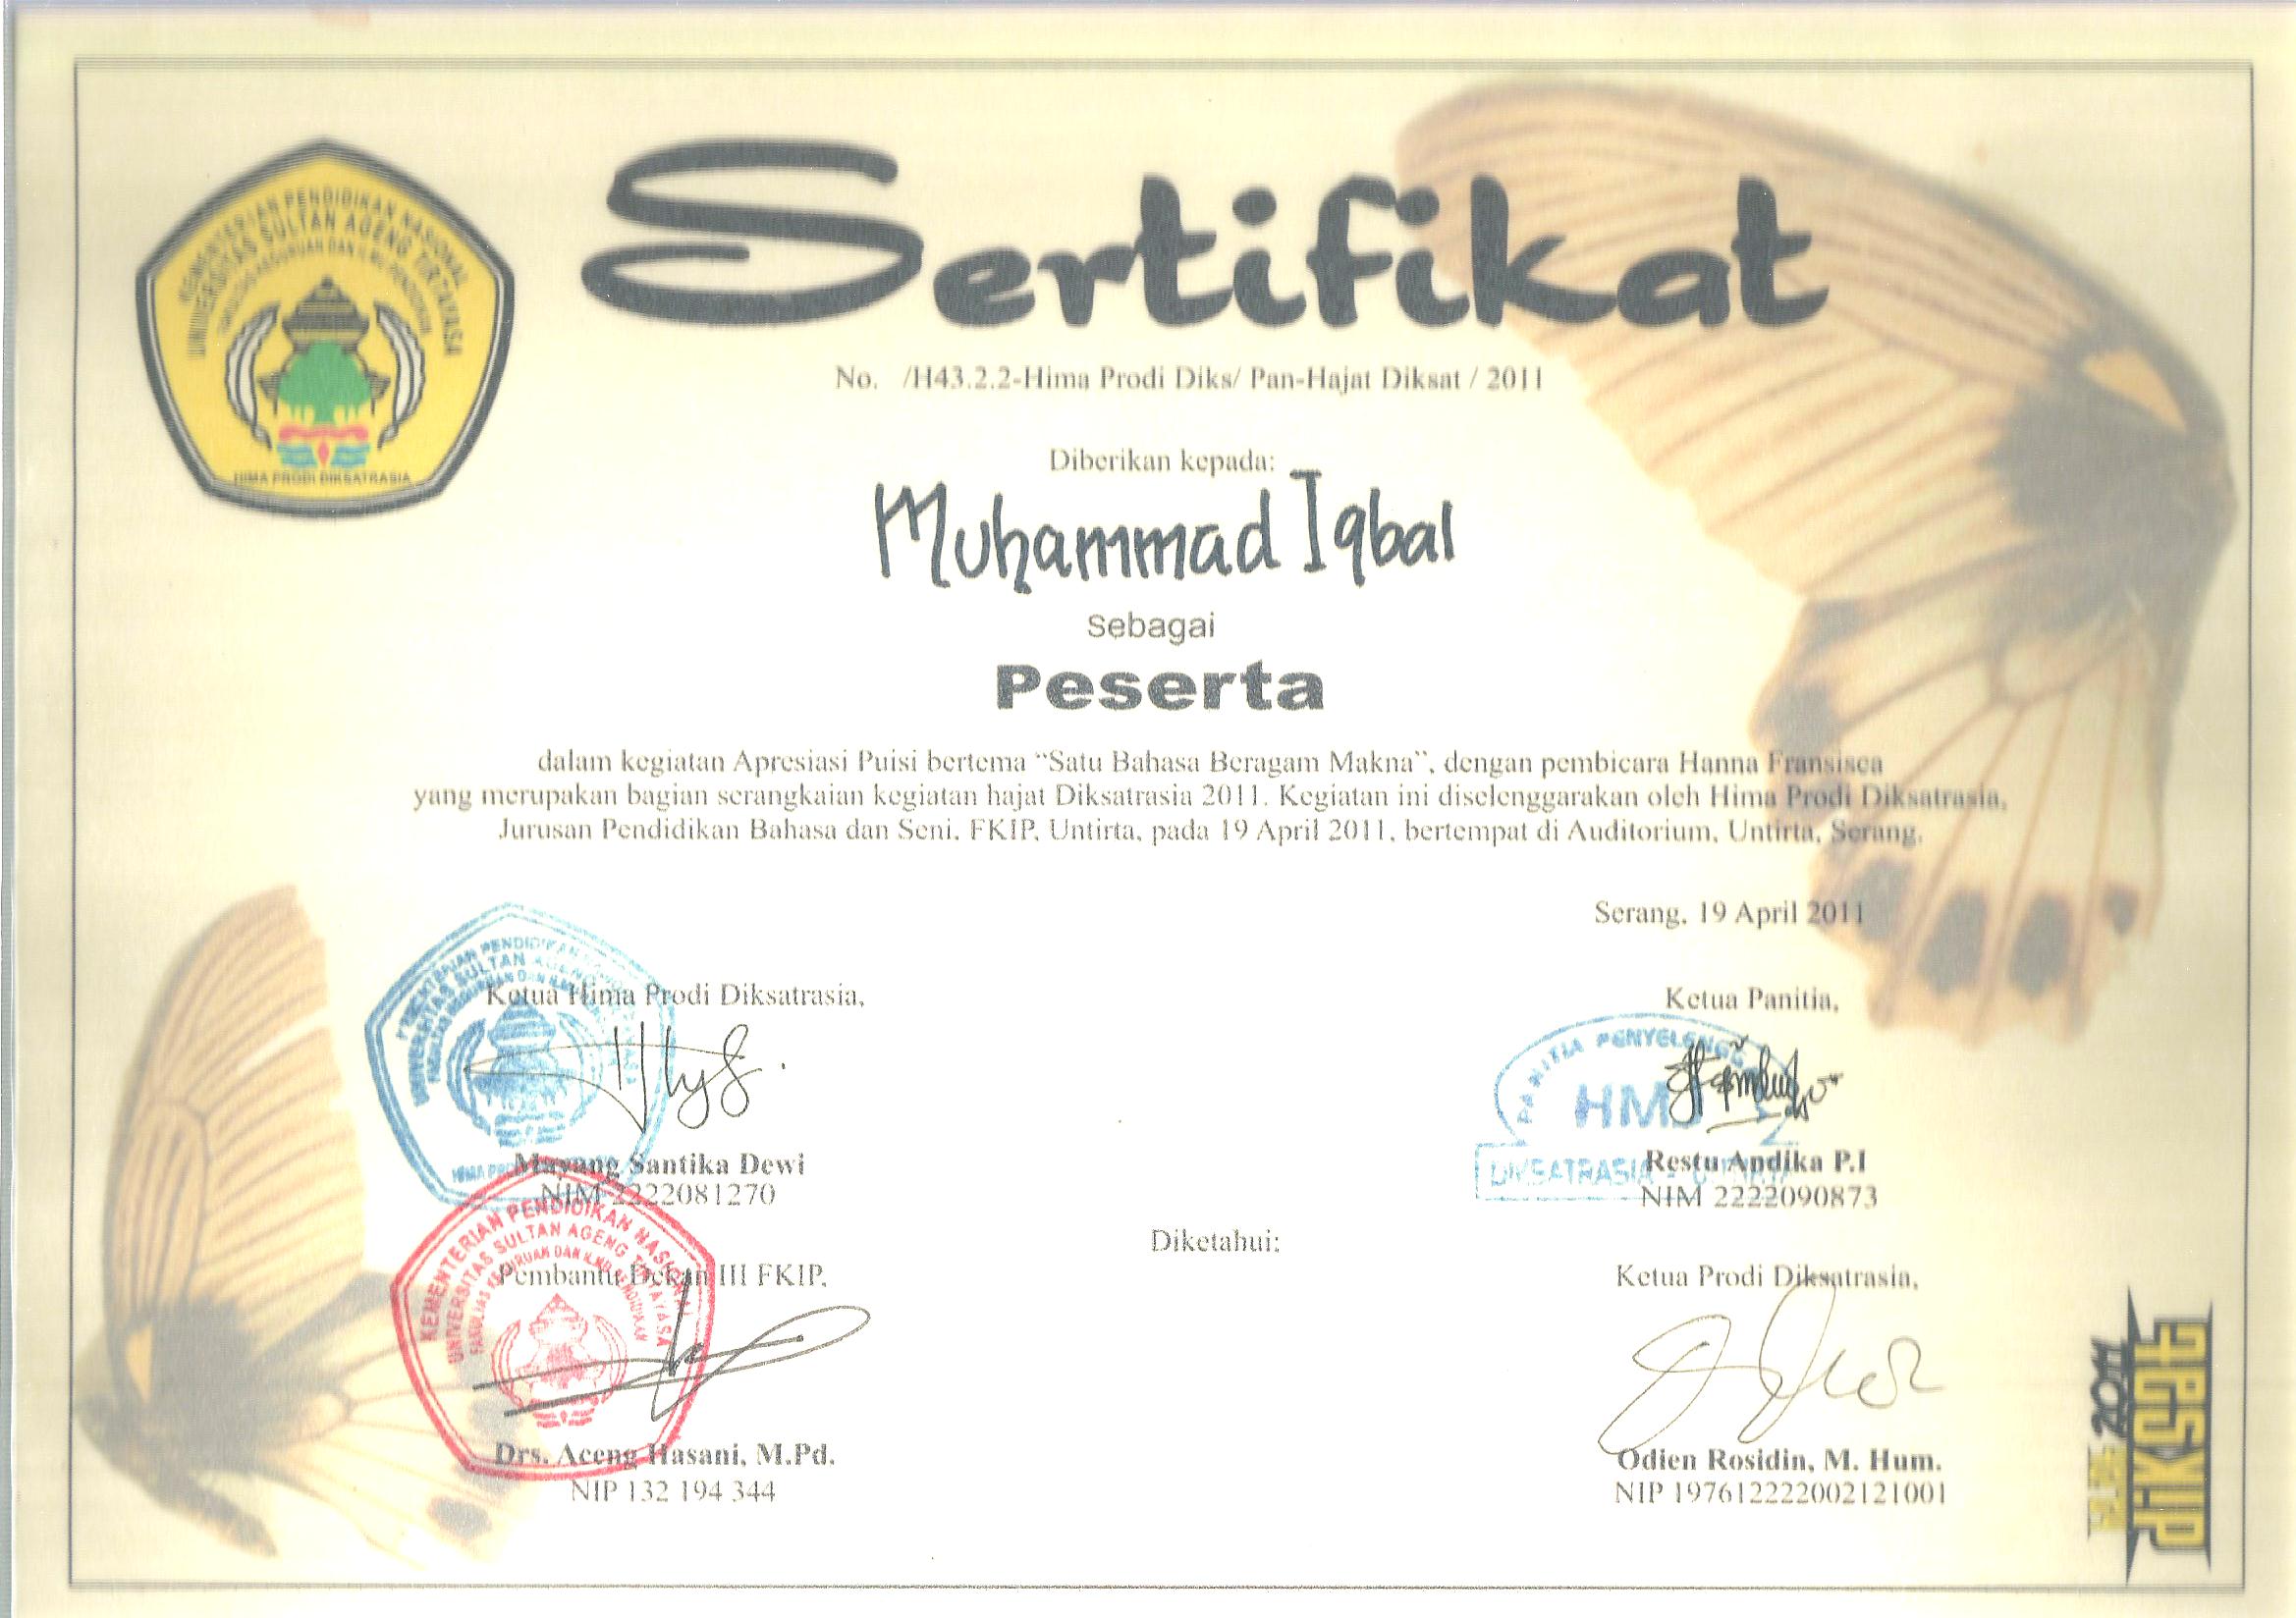 KEMENTERIAN PENDIDIKAN NASIONAL
UNIVERSITAS SULTAN AGENG TIRTAYASA
FAKULTAS KEGURUAN DAN ILMU PENDIDIKAN
HIMA PRODI DIKSATRASIA
Sertifikat
No. /H43.2.2-Hima Prodi Diks/ Pan-Hajat Diksat / 2011
Diberikan kepada:
Muhammad Iqbal
Sebagai
Peserta
dalam kegiatan Apresiasi Puisi bertema “Satu Bahasa Beragam Makna”, dengan pembicara Hanna Fransisca
yang merupakan bagian serangkaian kegiatan hajat Diksatrasia 2011. Kegiatan ini diselenggarakan oleh Hima Prodi Diksatrasia,
Jurusan Pendidikan Bahasa dan Seni, FKIP, Untirta, pada 19 April 2011, bertempat di Auditorium, Untirta, Serang.
Serang, 19 April 2011
Ketua Hima Prodi Diksatrasia,
Mayang Santika Dewi
NIM 2222081270
Ketua Panitia,
PANITIA PENYELENGG
HM
DIKSATRASIA
Restu Andika P.I
NIM 2222090873
Diketahui:
Pembantu Dekan III FKIP,
KEMENTERIAN PENDIDIKAN NASIONAL
UNIVERSITAS SULTAN AGENG TIRTAYASA
FAKULTAS KEGURUAN DAN ILMU PENDIDIKAN
Drs. Aceng Hasani, M.Pd.
NIP 132 194 344
Ketua Prodi Diksatrasia,
Odien Rosidin, M. Hum.
NIP 197612222002121001
hajat 2011
diksat